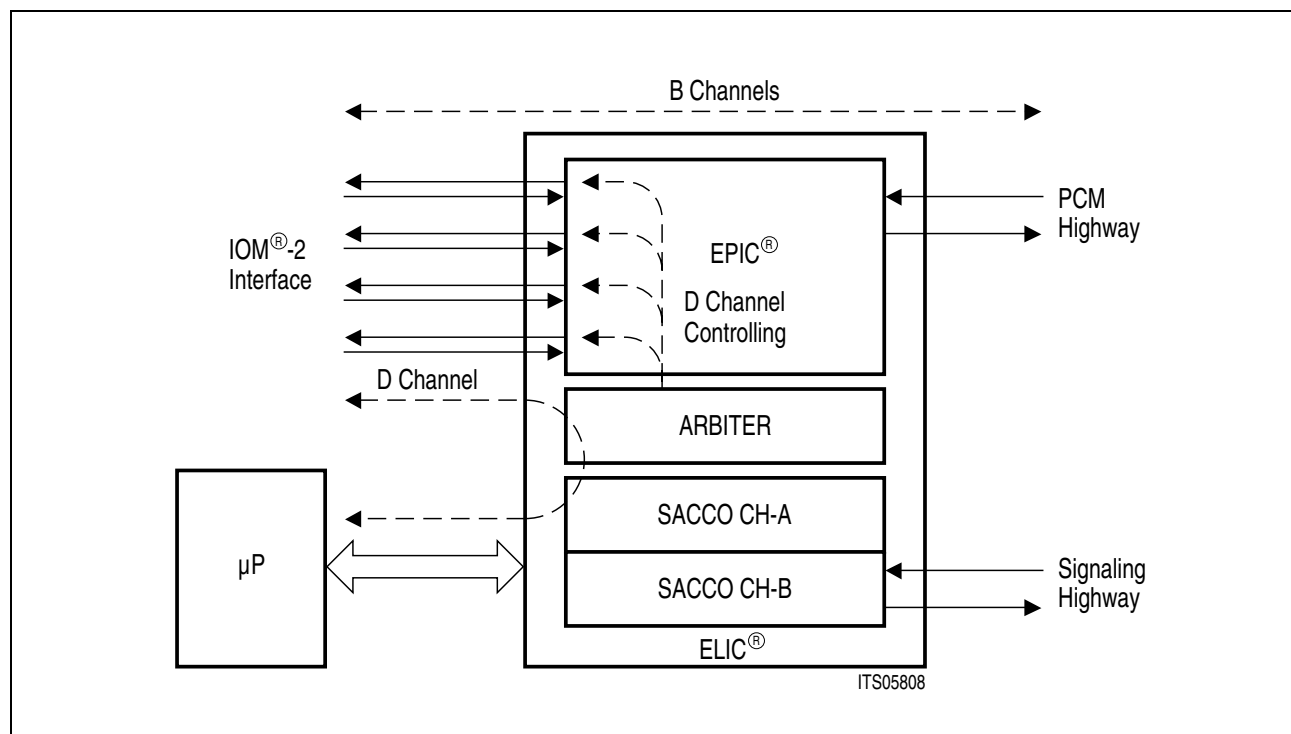 B Channels
IOM®-2
Interface
EPIC®
D Channel
Controlling
PCM
Highway
D Channel
ARBITER
SACCO CH-A
µP
SACCO CH-B
Signaling
Highway
ELIC®
ITS05808